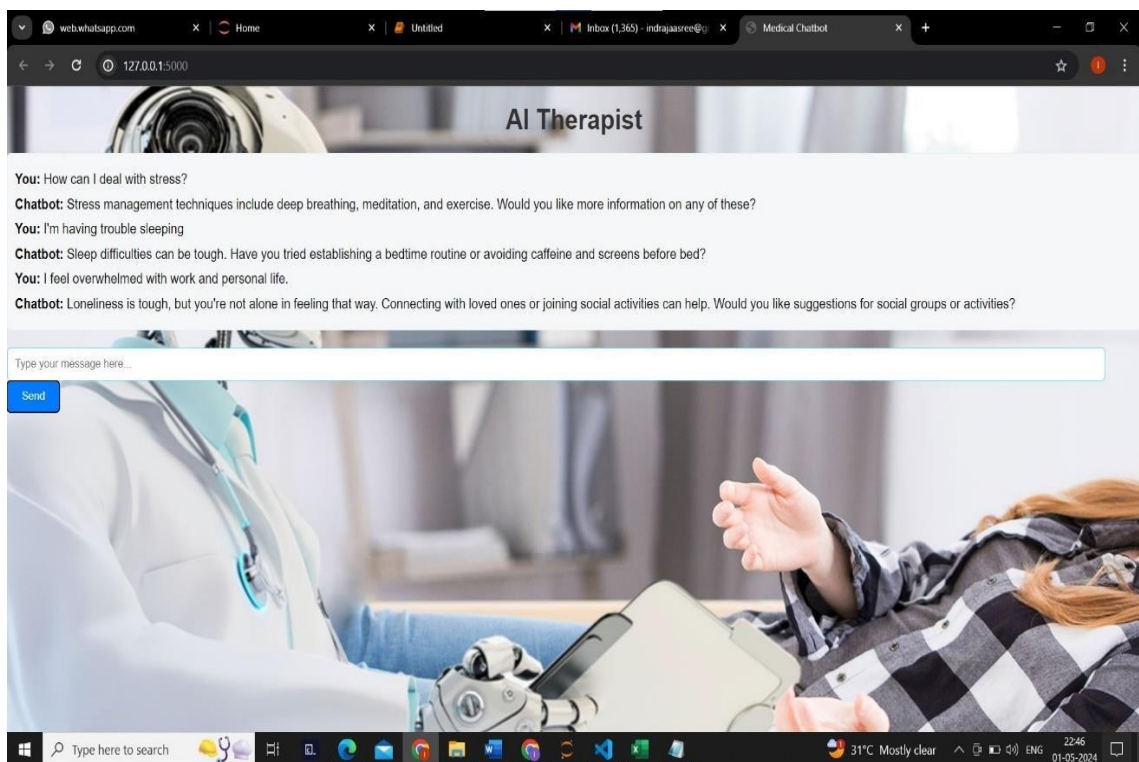 web.whatsapp.com
Home
Untitled
Inbox (1,365) - indrajaasree@g
Medical Chatbot
127.0.0.1:5000
AI Therapist
You: How can I deal with stress?
Chatbot: Stress management techniques include deep breathing, meditation, and exercise. Would you like more information on any of these?
You: I'm having trouble sleeping
Chatbot: Sleep difficulties can be tough. Have you tried establishing a bedtime routine or avoiding caffeine and screens before bed?
You: I feel overwhelmed with work and personal life.
Chatbot: Loneliness is tough, but you're not alone in feeling that way. Connecting with loved ones or joining social activities can help. Would you like suggestions for social groups or activities?
Type your message here...
Send
Type here to search
31°C Mostly clear
ENG
22:46
01-05-2024